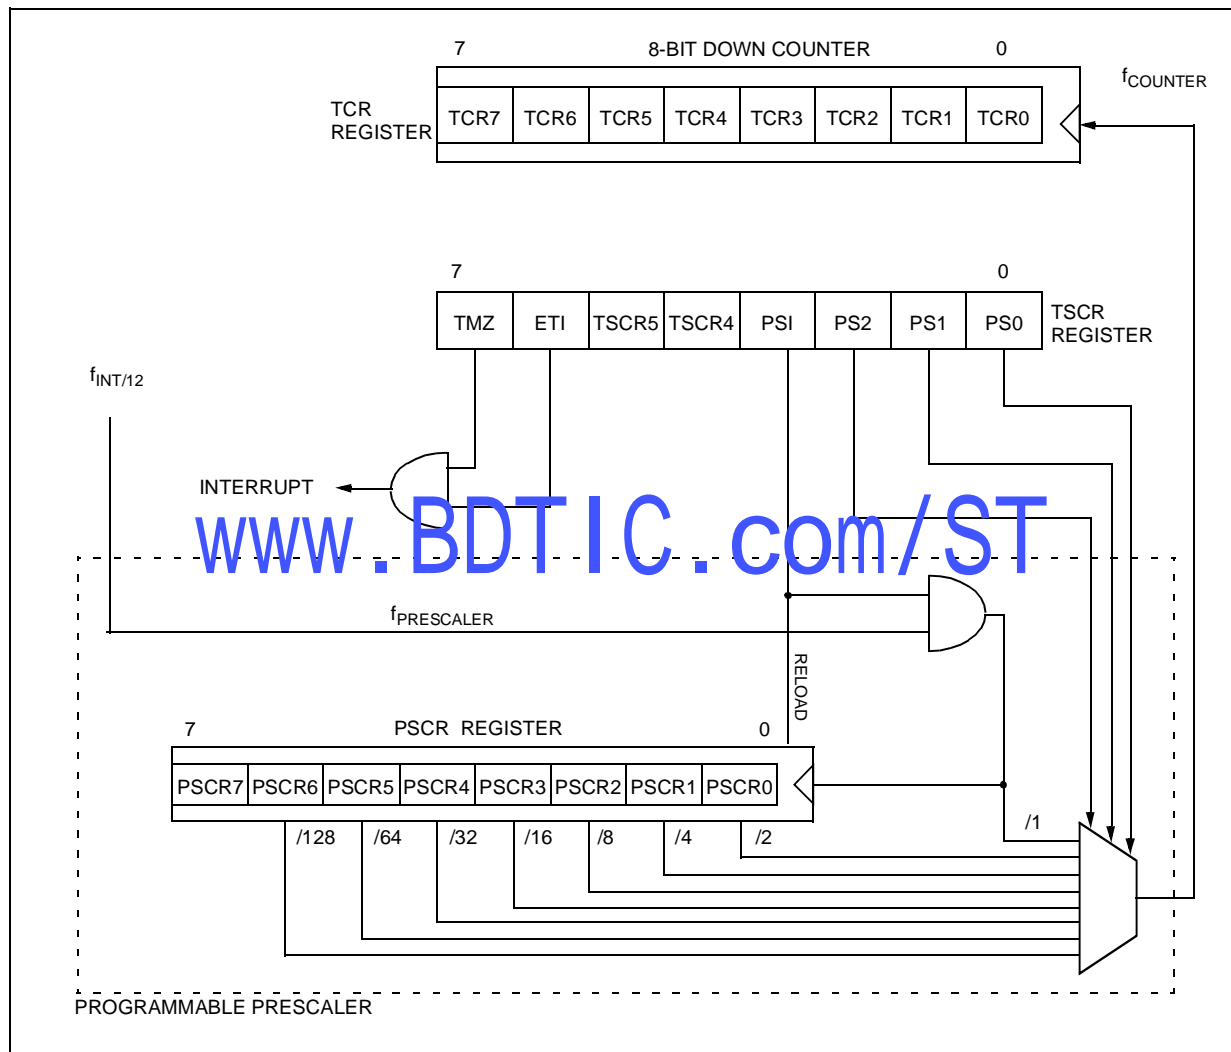 7 8-BIT DOWN COUNTER 0
fCOUNTER
TCR
REGISTER
TCR7 TCR6 TCR5 TCR4 TCR3 TCR2 TCR1 TCR0
7 0
TMZ ETI TSCR5 TSCR4 PSI PS2 PS1 PS0
TSCR
REGISTER
fINT/12
INTERRUPT
www.BDTIC.com/ST
fPRESCALER
RELOAD
7 PSCR REGISTER 0
PSCR7 PSCR6 PSCR5 PSCR4 PSCR3 PSCR2 PSCR1 PSCR0
/128 /64 /32 /16 /8 /4 /2 /1
PROGRAMMABLE PRESCALER